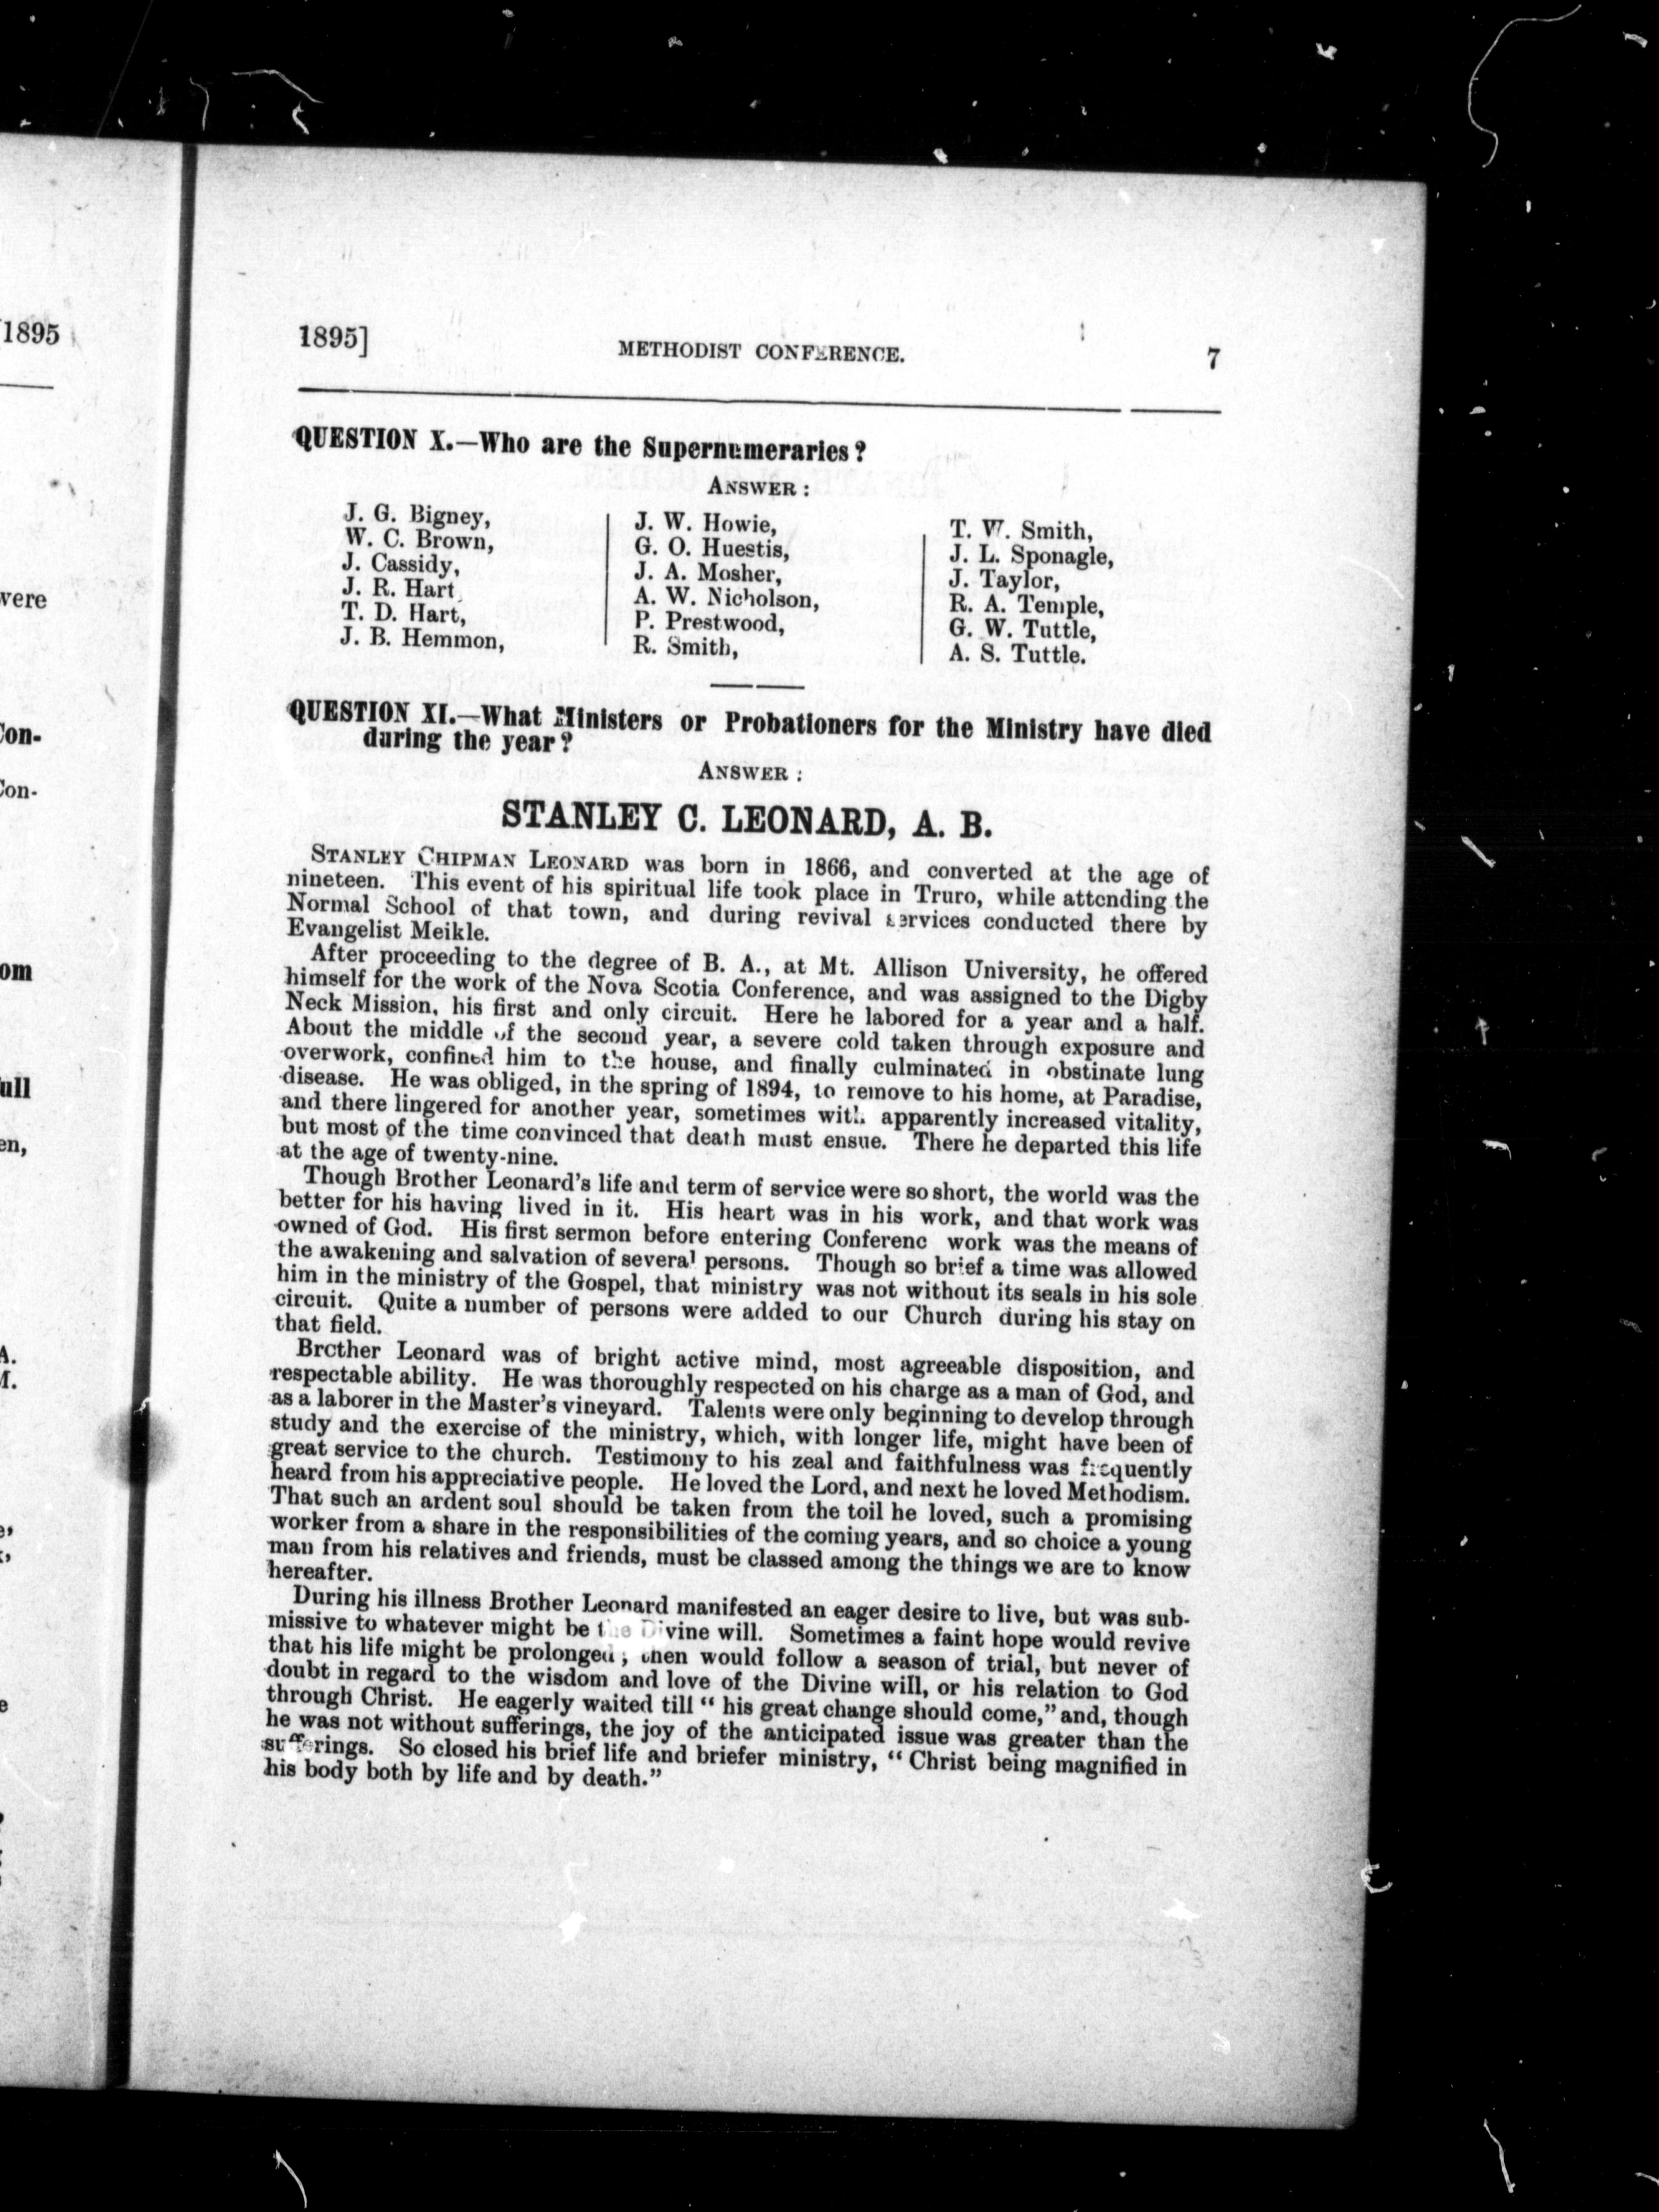 1895
were
Con-
Con-
om
ull
en,
A.
1895] METHODIST CONFERENCE. 7
QUESTION X.—Who are the Supernumeraries?
ANSWER:
J. G. Bigney,
W. C. Brown,
J. Cassidy,
J. R. Hart
T. D. Hart,
J. B. Hemmon,
J. W. Howie,
G. O. Huestis,
J. A. Mosher,
A. W. Nicholson,
P. Prestwood,
R. Smith,
T. W. Smith,
J. L. Sponagle,
J. Taylor,
R. A. Temple,
G. W. Tuttle,
A. S. Tuttle.
QUESTION XI.—What Ministers or Probationers for the Ministry have died
during the year?
ANSWER:
STANLEY C. LEONARD, A. B.
STANLEY CHIPMAN LEONARD was born in 1866, and converted at the age of
nineteen. This event of his spiritual life took place in Truro, while attending the
Normal School of that town, and during revival services conducted there by
Evangelist Meikle.
After proceeding to the degree of B. A., at Mt. Allison University, he offered
himself for the work of the Nova Scotia Conference, and was assigned to the Digby
Neck Mission, his first and only circuit. Here he labored for a year and a half.
About the middle of the second year, a severe cold taken through exposure and
overwork, confined him to the house, and finally culminated in obstinate lung
disease. He was obliged, in the spring of 1894, to remove to his home, at Paradise,
and there lingered for another year, sometimes with apparently increased vitality,
but most of the time convinced that death must ensue. There he departed this life
at the age of twenty-nine.
Though Brother Leonard's life and term of service were so short, the world was the
better for his having lived in it. His heart was in his work, and that work was
owned of God. His first sermon before entering Conferenc work was the means of
the awakening and salvation of several persons. Though so brief a time was allowed
him in the ministry of the Gospel, that ministry was not without its seals in his sole
circuit. Quite a number of persons were added to our Church during his stay on
that field.
Brother Leonard was of bright active mind, most agreeable disposition, and
respectable ability. He was thoroughly respected on his charge as a man of God, and
as a laborer in the Master's vineyard. Talents were only beginning to develop through
study and the exercise of the ministry, which, with longer life, might have been of
great service to the church. Testimony to his zeal and faithfulness was frequently
heard from his appreciative people. He loved the Lord, and next he loved Methodism.
That such an ardent soul should be taken from the toil he loved, such a promising
worker from a share in the responsibilities of the coming years, and so choice a young
man from his relatives and friends, must be classed among the things we are to know
hereafter.
During his illness Brother Leonard manifested an eager desire to live, but was sub-
missive to whatever might be the Divine will. Sometimes a faint hope would revive
that his life might be prolonged; then would follow a season of trial, but never of
doubt in regard to the wisdom and love of the Divine will, or his relation to God
through Christ. He eagerly waited till "his great change should come," and, though
he was not without sufferings, the joy of the anticipated issue was greater than the
sufferings. So closed his brief life and briefer ministry, "Christ being magnified in
his body both by life and by death."